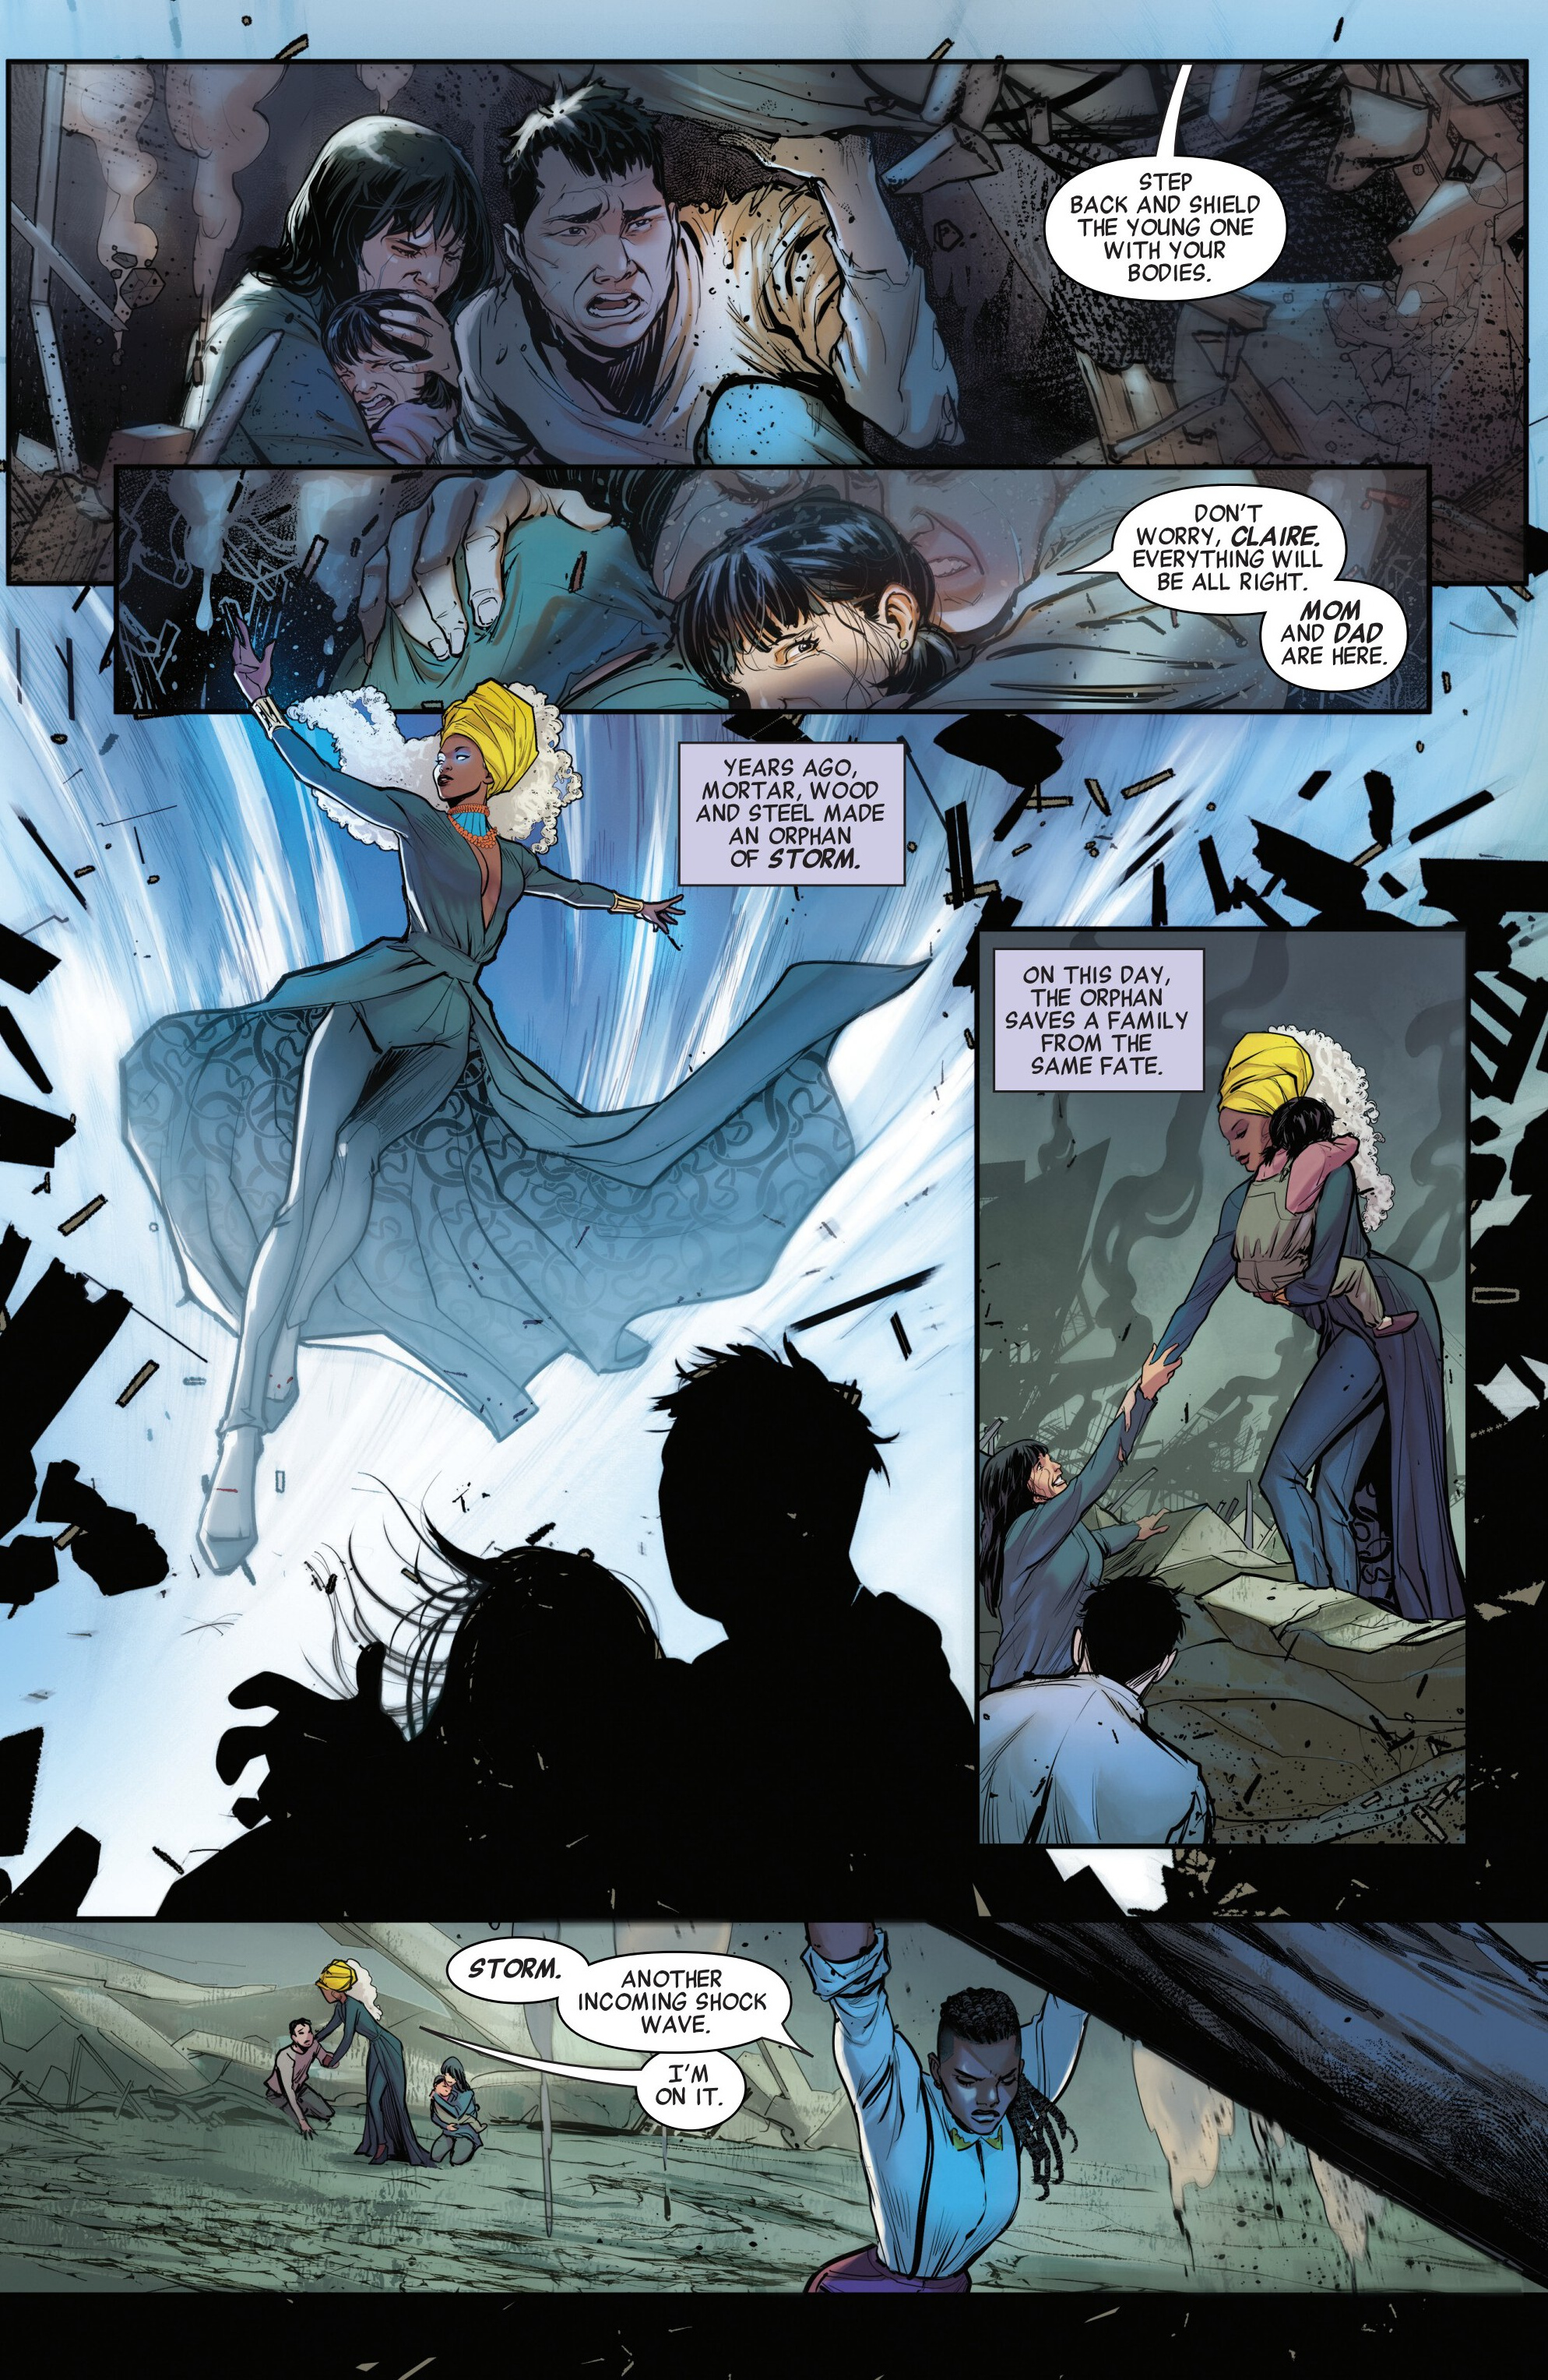 STEP
BACK AND SHIELD
THE YOUNG ONE
WITH YOUR
BODIES.
DON'T
WORRY, CLAIRE.
EVERYTHING WILL
BE ALL RIGHT.
MOM
AND DAD
ARE HERE.
YEARS AGO,
MORTAR, WOOD
AND STEEL MADE
AN ORPHAN
OF STORM.
ON THIS DAY,
THE ORPHAN
SAVES A FAMILY
FROM THE
SAME FATE.
STORM.
ANOTHER
INCOMING SHOCK
WAVE.
I'M
ON IT.